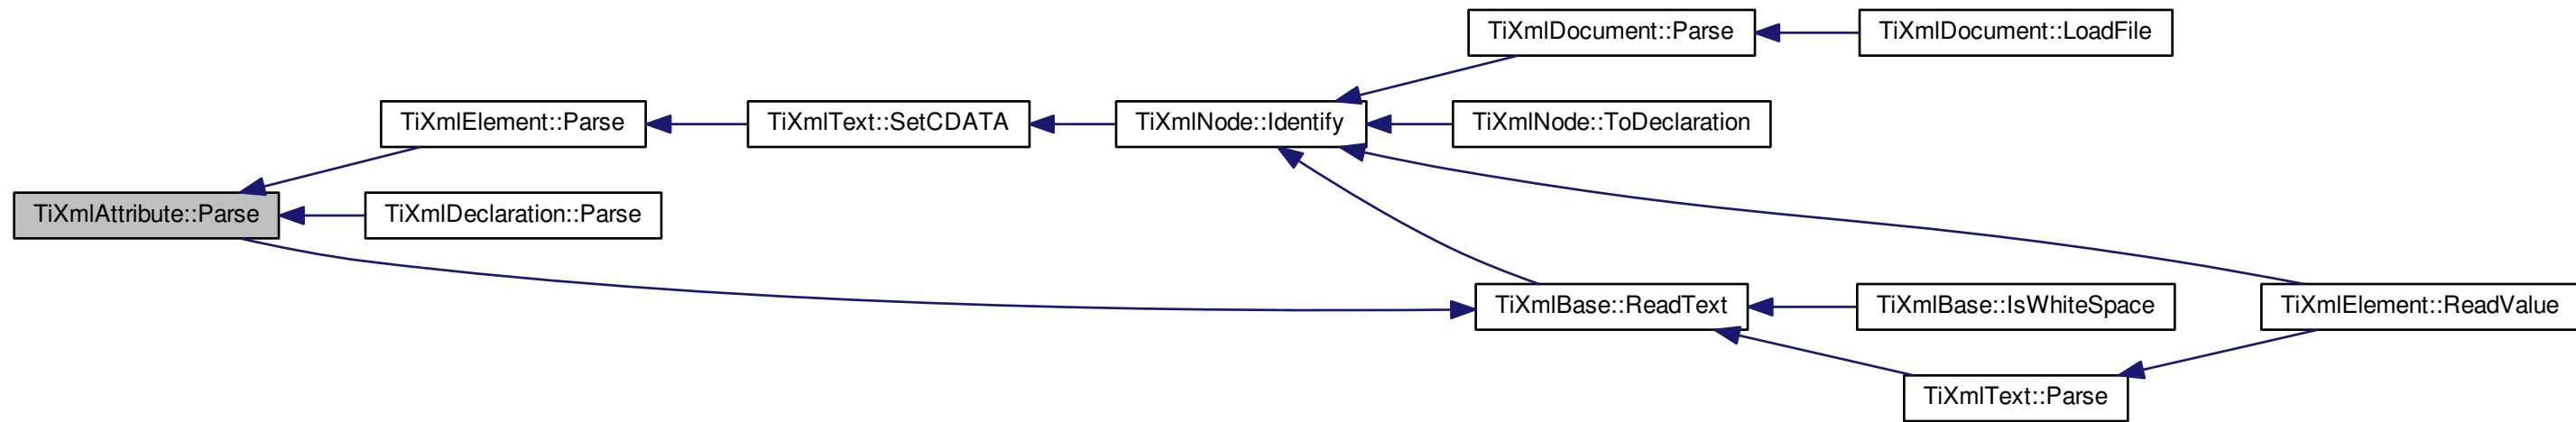 TiXmlDocument::Parse
TiXmlDocument::LoadFile
TiXmlElement::Parse
TiXmlText::SetCDATA
TiXmlNode::Identify
TiXmlNode::ToDeclaration
TiXmlAttribute::Parse
TiXmlDeclaration::Parse
TiXmlBase::ReadText
TiXmlBase::IsWhiteSpace
TiXmlElement::ReadValue
TiXmlText::Parse